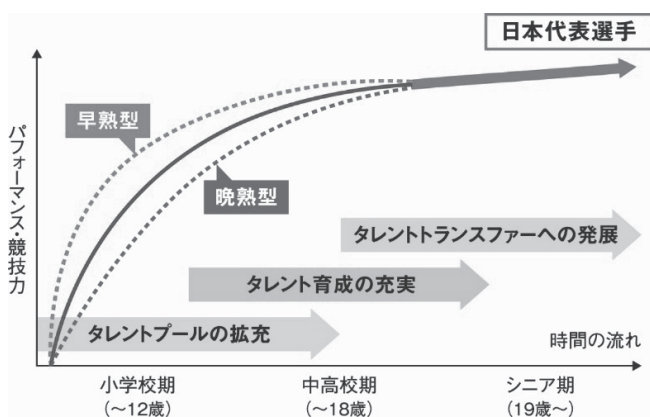 日本代表選手
パフォーマンス・競技力
早熟型
晩熟型
タレントトランスファーへの発展
タレント育成の充実
タレントプールの拡充
時間の流れ
小学校期
(〜12歳)
中高校期
(〜18歳)
シニア期
(19歳〜)